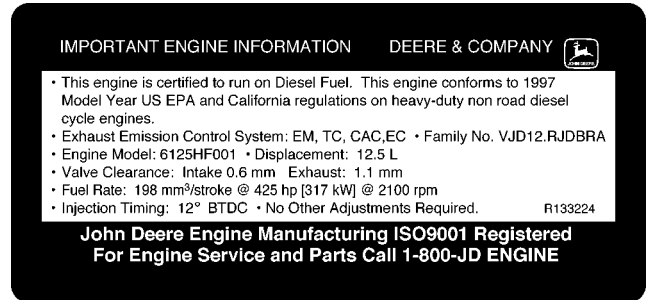 IMPORTANT ENGINE INFORMATION DEERE & COMPANY
JOHN DEERE
• This engine is certified to run on Diesel Fuel. This engine conforms to 1997
Model Year US EPA and California regulations on heavy-duty non road diesel
cycle engines.
• Exhaust Emission Control System: EM, TC, CAC,EC • Family No. VJD12.RJDBRA
• Engine Model: 6125HF001 • Displacement: 12.5 L
• Valve Clearance: Intake 0.6 mm Exhaust: 1.1 mm
• Fuel Rate: 198 mm³/stroke @ 425 hp [317 kW] @ 2100 rpm
• Injection Timing: 12° BTDC • No Other Adjustments Required. R133224
John Deere Engine Manufacturing ISO9001 Registered
For Engine Service and Parts Call 1-800-JD ENGINE